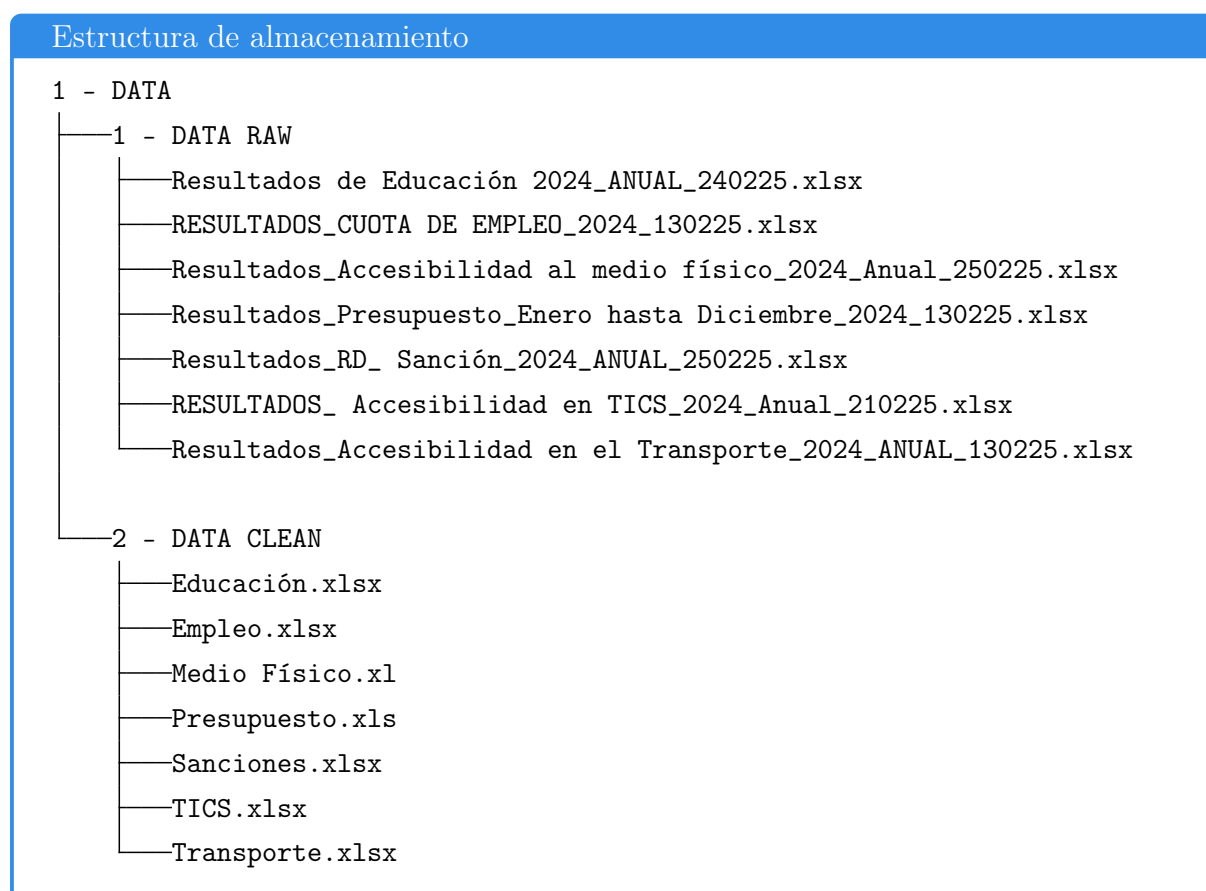 Estructura de almacenamiento
1 - DATA
1 - DATA RAW
Resultados de Educación 2024_ANUAL_240225.xlsx
RESULTADOS_CUOTA DE EMPLEO_2024_130225.xlsx
Resultados_Accesibilidad al medio físico_2024_Anual_250225.xlsx
Resultados_Presupuesto_Enero hasta Diciembre_2024_130225.xlsx
Resultados_RD_ Sanción_2024_ANUAL_250225.xlsx
RESULTADOS_ Accesibilidad en TICS_2024_Anual_210225.xlsx
Resultados_Accesibilidad en el Transporte_2024_ANUAL_130225.xlsx
2 - DATA CLEAN
Educación.xlsx
Empleo.xlsx
Medio Físico.xl
Presupuesto.xls
Sanciones.xlsx
TICS.xlsx
Transporte.xlsx